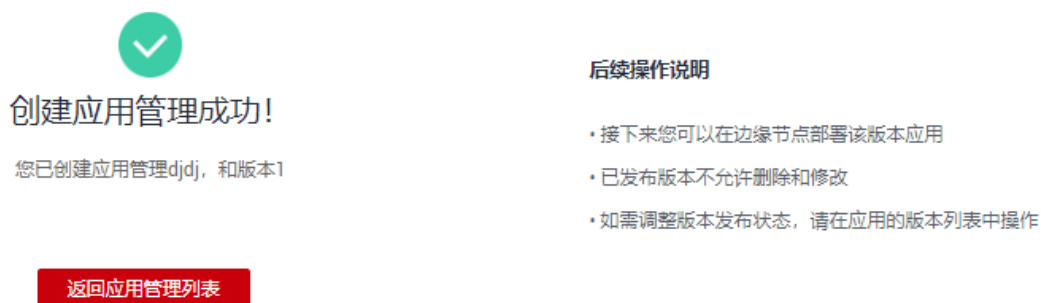 创建应用管理成功！
您已创建应用管理djdj，和版本1
返回应用管理列表
后续操作说明
• 接下来您可以在边缘节点部署该版本应用
• 已发布版本不允许删除和修改
• 如需调整版本发布状态，请在应用的版本列表中操作